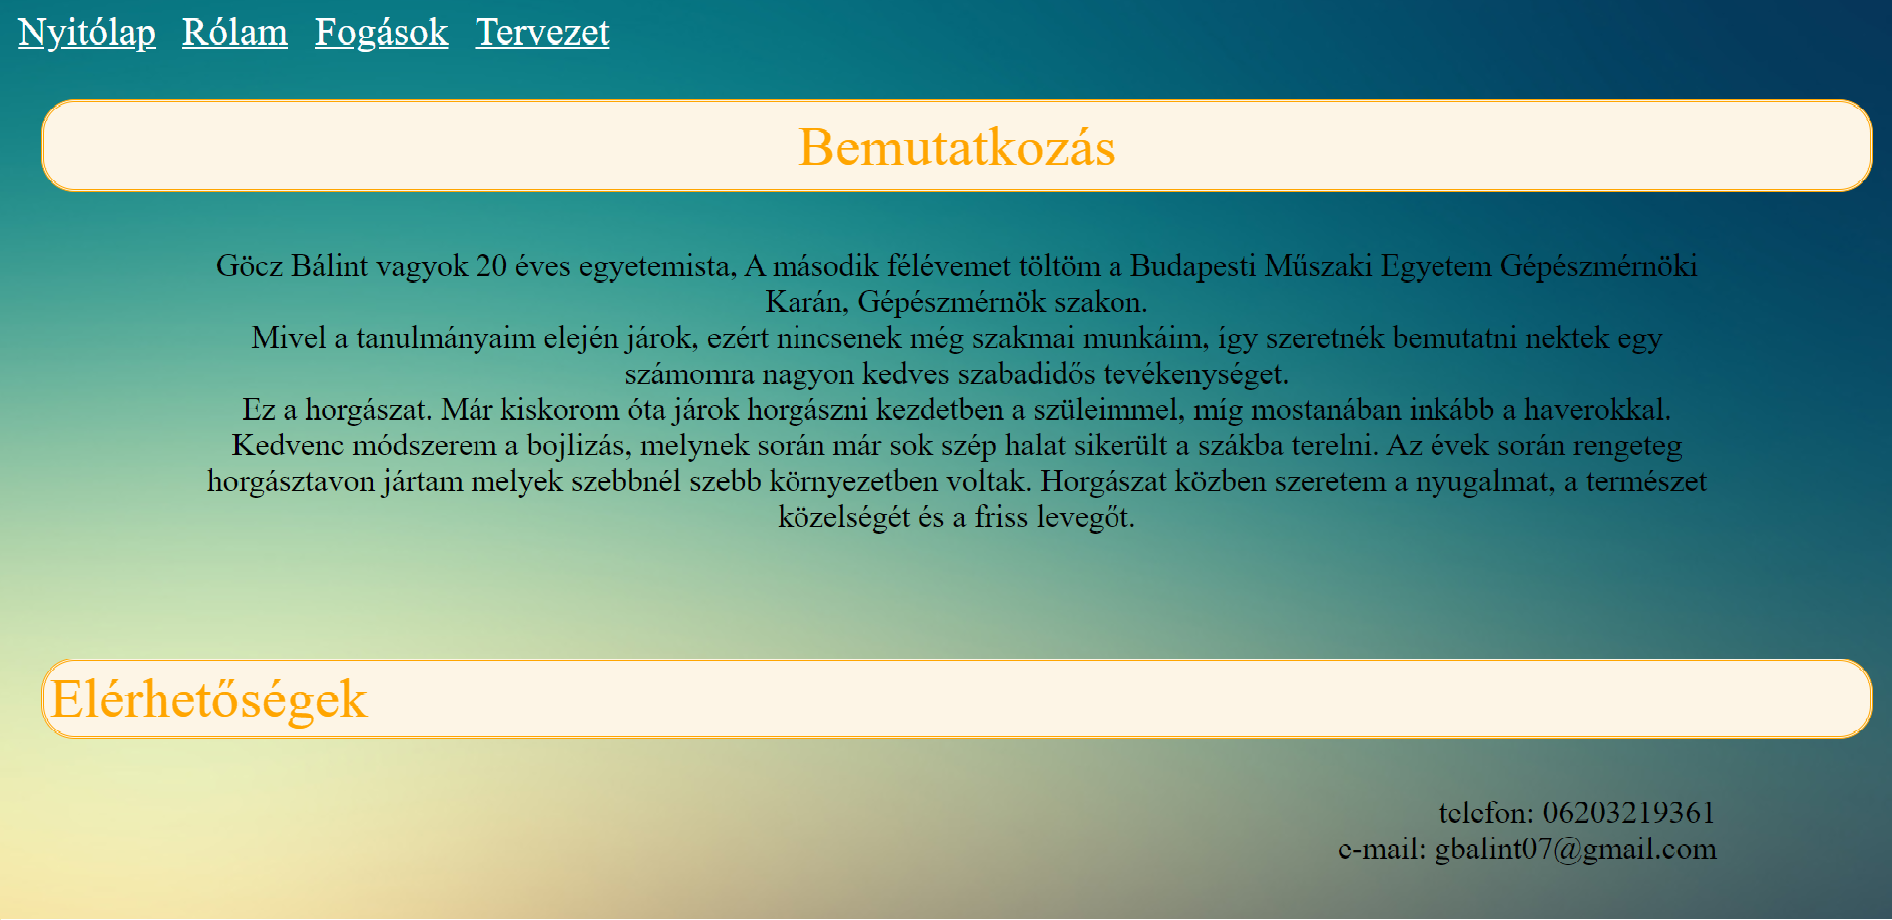 Nyitólap Rólam Fogások Tervezet
Bemutatkozás
Göcz Bálint vagyok 20 éves egyetemista, A második félévemet töltöm a Budapesti Műszaki Egyetem Gépészmérnöki
Karán, Gépészmérnök szakon.
Mivel a tanulmányaim elején járok, ezért nincsenek még szakmai munkáim, így szeretnék bemutatni nektek egy
számomra nagyon kedves szabadidős tevékenységet.
Ez a horgászat. Már kiskorom óta járok horgászni kezdetben a szüleimmel, míg mostanában inkább a haverokkal.
Kedvenc módszerem a bojlizás, melynek során már sok szép halat sikerült a szákba terelni. Az évek során rengeteg
horgásztavon jártam melyek szebbnél szebb környezetben voltak. Horgászat közben szeretem a nyugalmat, a természet
közelségét és a friss levegőt.
Elérhetőségek
telefon: 06203219361
e-mail: gbalint07@gmail.com